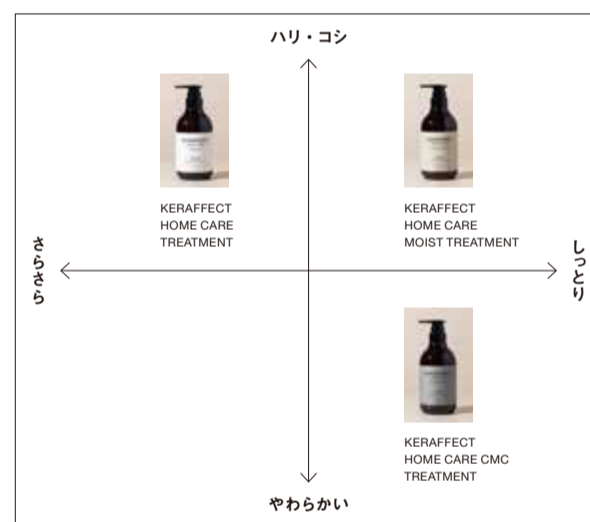 ハリ・コシ
KERAFFECT
HOME CARE
TREATMENT
KERAFFECT
HOME CARE
MOIST TREATMENT
さらさら
しっとり
KERAFFECT
HOME CARE CMC
TREATMENT
やわらかい